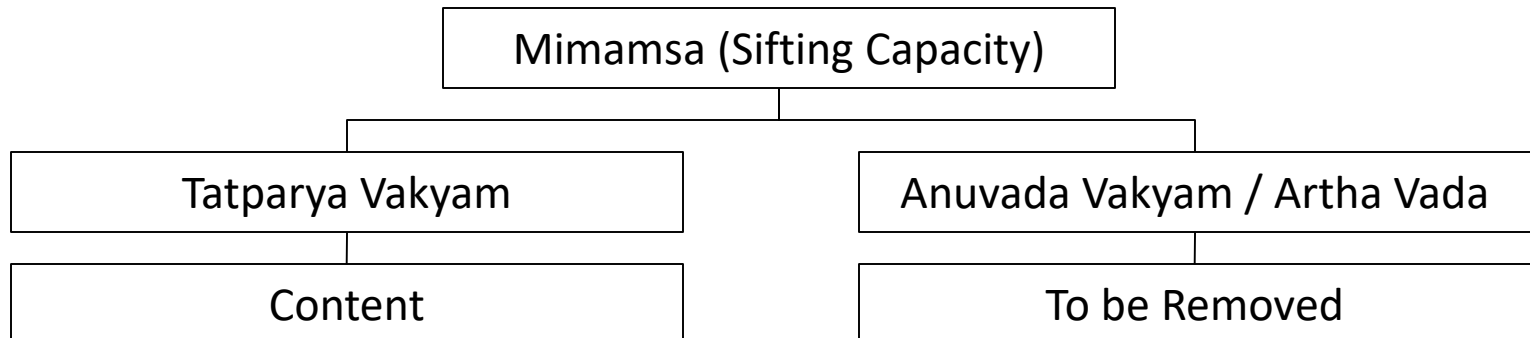 Mimamsa (Sifting Capacity)
Tatparya Vakyam
Anuvada Vakyam / Artha Vada
Content
To be Removed